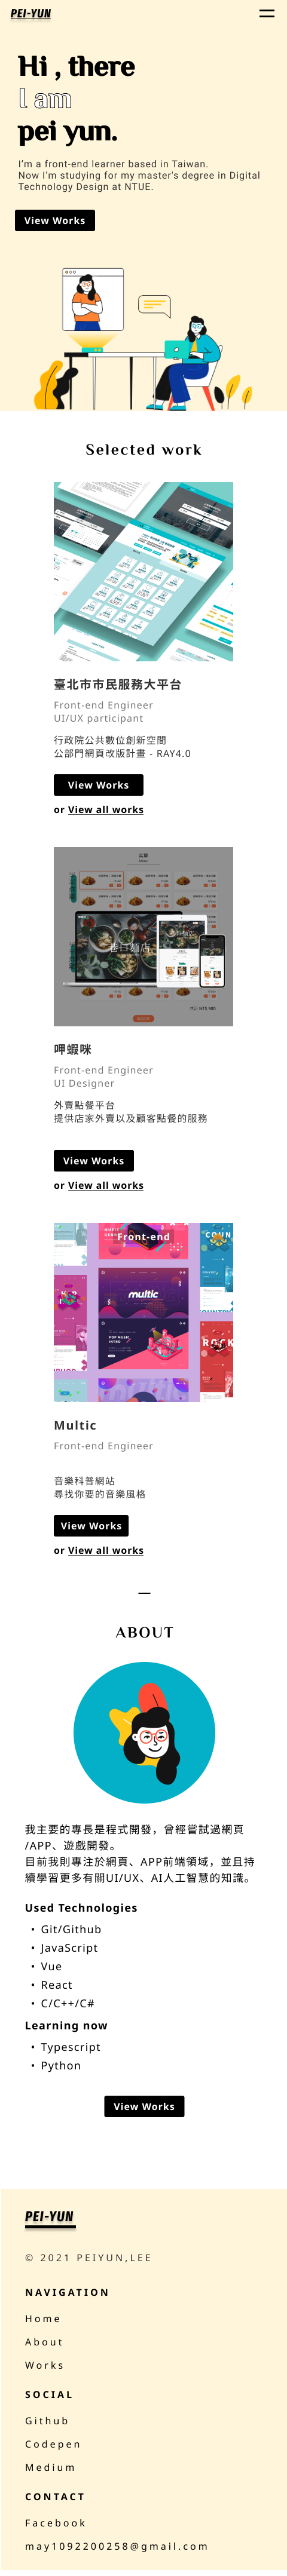 PEI-YUN
Hi , there
I am
pei yun.
I'm a front-end learner based in Taiwan.
Now I'm studying for my master's degree in Digital
Technology Design at NTUE.
View Works
Selected work
臺北市市民服務大平台
Front-end Engineer
UI/UX participant
行政院公共數位創新空間
公部門網頁改版計畫 - RAY4.0
View Works
or View all works
Menu
呷蝦咪
Front-end Engineer
UI Designer
外賣點餐平台
提供店家外賣以及顧客點餐的服務
View Works
or View all works
Front-end
multic
POP MUSIC
INTRO
Multic
Front-end Engineer
音樂科普網站
尋找你要的音樂風格
View Works
or View all works
ABOUT
我主要的專長是程式開發，曾經嘗試過網頁
/APP、遊戲開發。
目前我則專注於網頁、APP前端領域，並且持
續學習更多有關UI/UX、AI人工智慧的知識。
Used Technologies
• Git/Github
• JavaScript
• Vue
• React
• C/C++/C#
Learning now
• Typescript
• Python
View Works
PEI-YUN
© 2021 PEIYUN,LEE
NAVIGATION
Home
About
Works
SOCIAL
Github
Codepen
Medium
CONTACT
Facebook
may1092200258@gmail.com